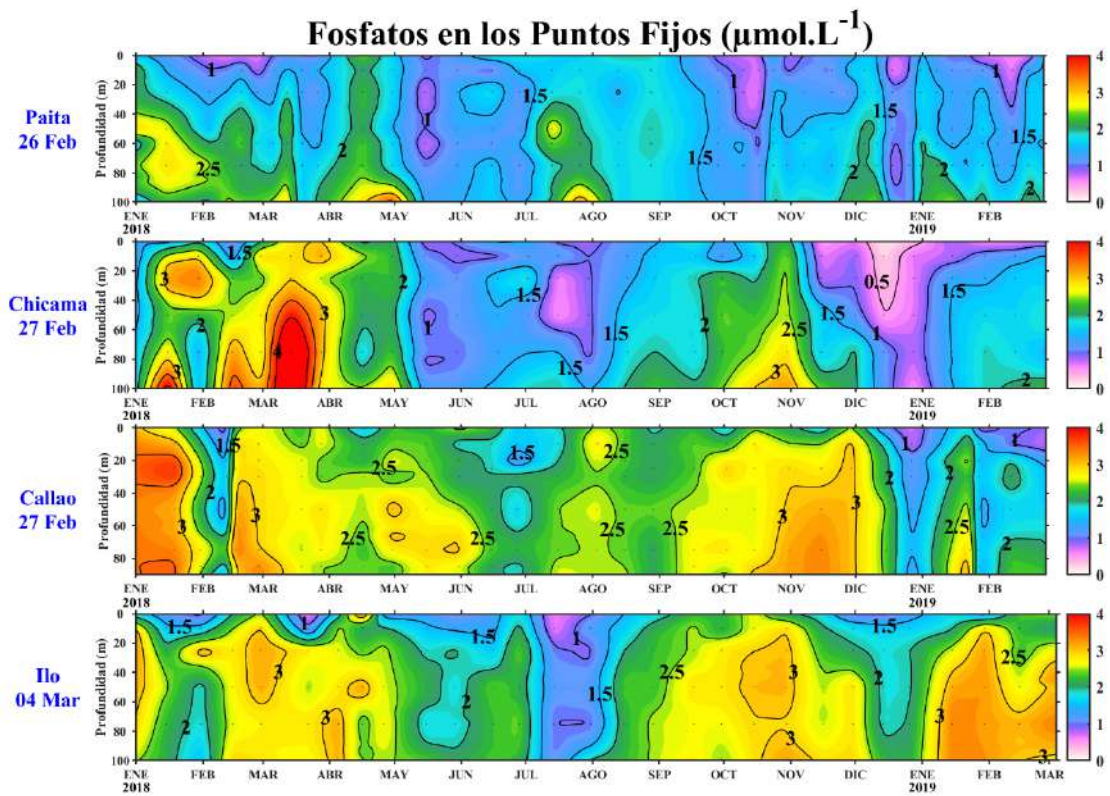 Fosfatos en los Puntos Fijos (µmol.L-1)
Paita
26 Feb
Profundidad (m)
0
20
40
60
80
100
1
1.5
2.5
2
1
1.5
1.5
1
1.5
2
2
1.5
2
4
3
2
1
0
ENE
2018
FEB
MAR
ABR
MAY
JUN
JUL
AGO
SEP
OCT
NOV
DIC
ENE
2019
FEB
Chicama
27 Feb
Profundidad (m)
0
20
40
60
80
100
3
1.5
2
3
4
3
2
1
1.5
1.5
1.5
2
2.5
3
1.5
0.5
1
1.5
2
4
3
2
1
0
ENE
2018
FEB
MAR
ABR
MAY
JUN
JUL
AGO
SEP
OCT
NOV
DIC
ENE
2019
FEB
Callao
27 Feb
Profundidad (m)
0
20
40
60
80
3
1.5
2
3
2.5
2.5
2.5
1.5
2.5
2.5
2.5
3
3
2
1
2
2.5
1
2
4
3
2
1
0
ENE
2018
FEB
MAR
ABR
MAY
JUN
JUL
AGO
SEP
OCT
NOV
DIC
ENE
2019
FEB
Ilo
04 Mar
Profundidad (m)
0
20
40
60
80
100
1.5
2
3
1
3
2
1.5
1
1.5
2.5
3
3
1.5
2
3
2.5
3
4
3
2
1
0
ENE
2018
FEB
MAR
ABR
MAY
JUN
JUL
AGO
SEP
OCT
NOV
DIC
ENE
2019
FEB
MAR